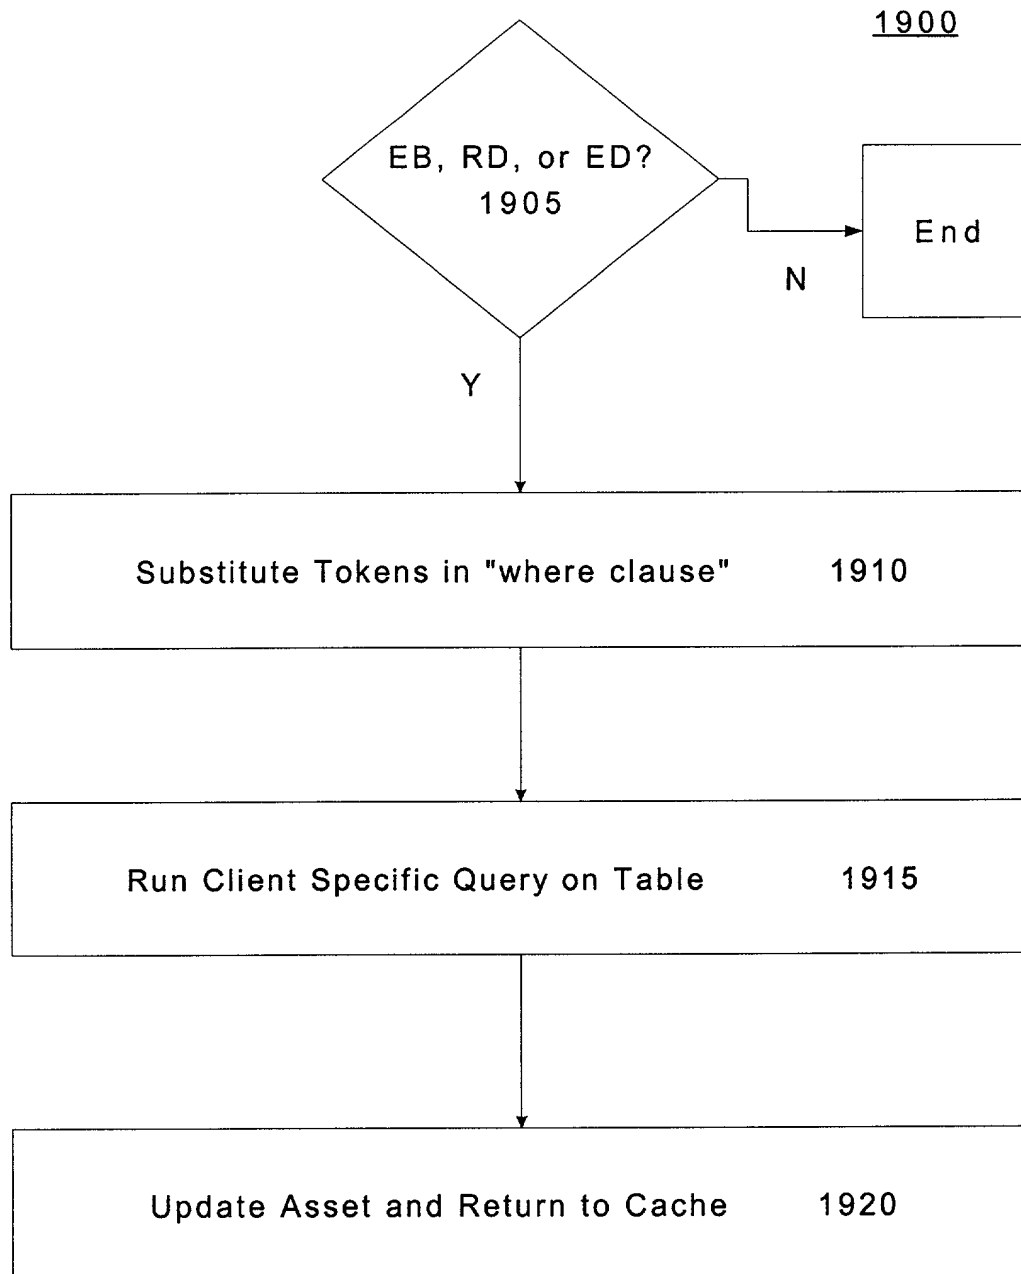 1900
EB, RD, or ED?
1905
End
N
Y
Substitute Tokens in "where clause" 1910
Run Client Specific Query on Table 1915
Update Asset and Return to Cache 1920